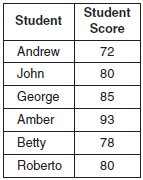 Student Student Score
Andrew 72
John 80
George 85
Amber 93
Betty 78
Roberto 80